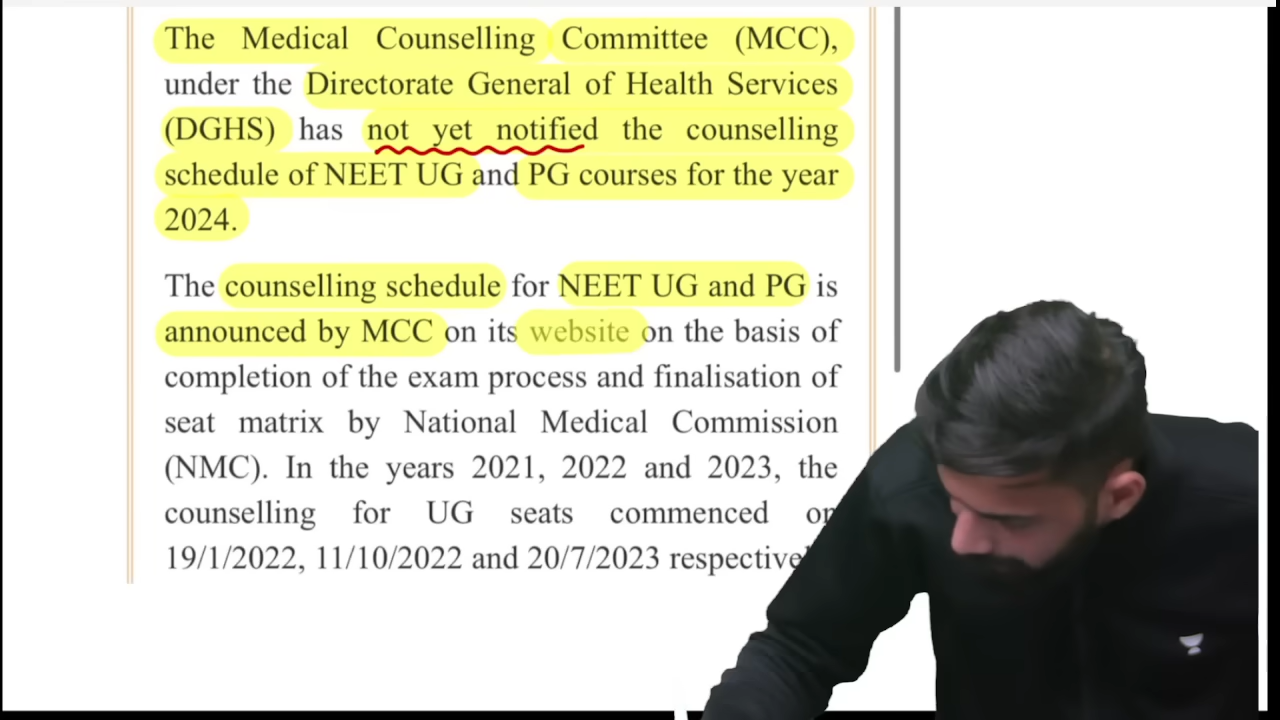 The Medical Counselling Committee (MCC),
under the Directorate General of Health Services
(DGHS) has not yet notified the counselling
schedule of NEET UG and PG courses for the year
2024.
The counselling schedule for NEET UG and PG is
announced by MCC on its website on the basis of
completion of the exam process and finalisation of
seat matrix by National Medical Commission
(NMC). In the years 2021, 2022 and 2023, the
counselling for UG seats commenced on
19/1/2022, 11/10/2022 and 20/7/2023